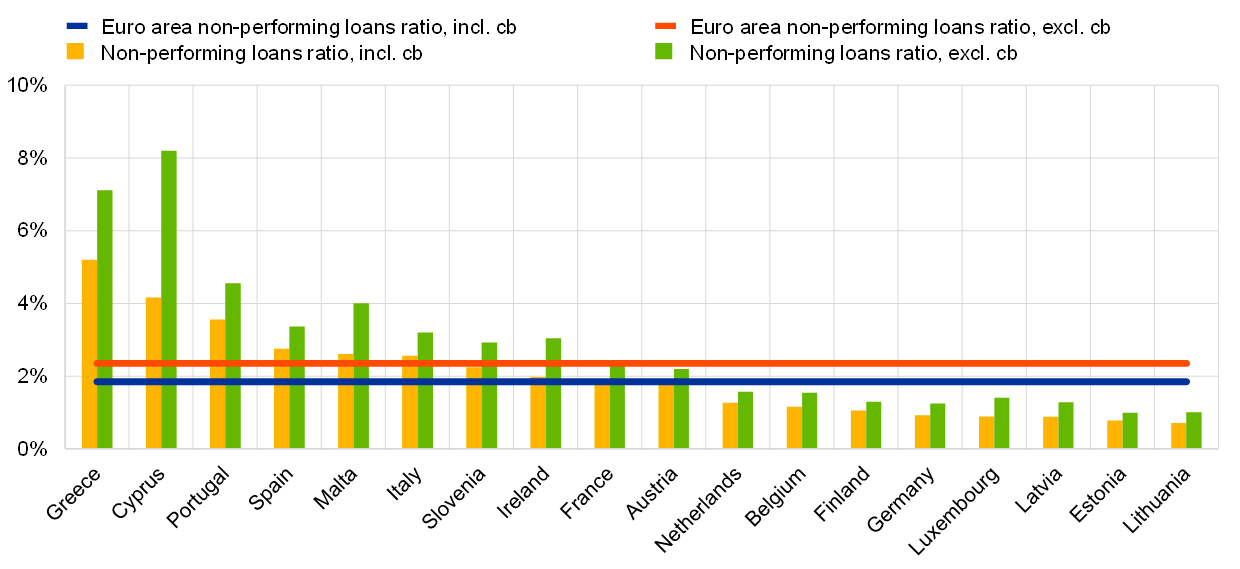 Euro area non-performing loans ratio, incl. cb
Euro area non-performing loans ratio, excl. cb
Non-performing loans ratio, incl. cb
Non-performing loans ratio, excl. cb
10%
8%
6%
4%
2%
0%
Greece
Cyprus
Portugal
Spain
Malta
Italy
Slovenia
Ireland
France
Austria
Netherlands
Belgium
Finland
Germany
Luxembourg
Latvia
Estonia
Lithuania